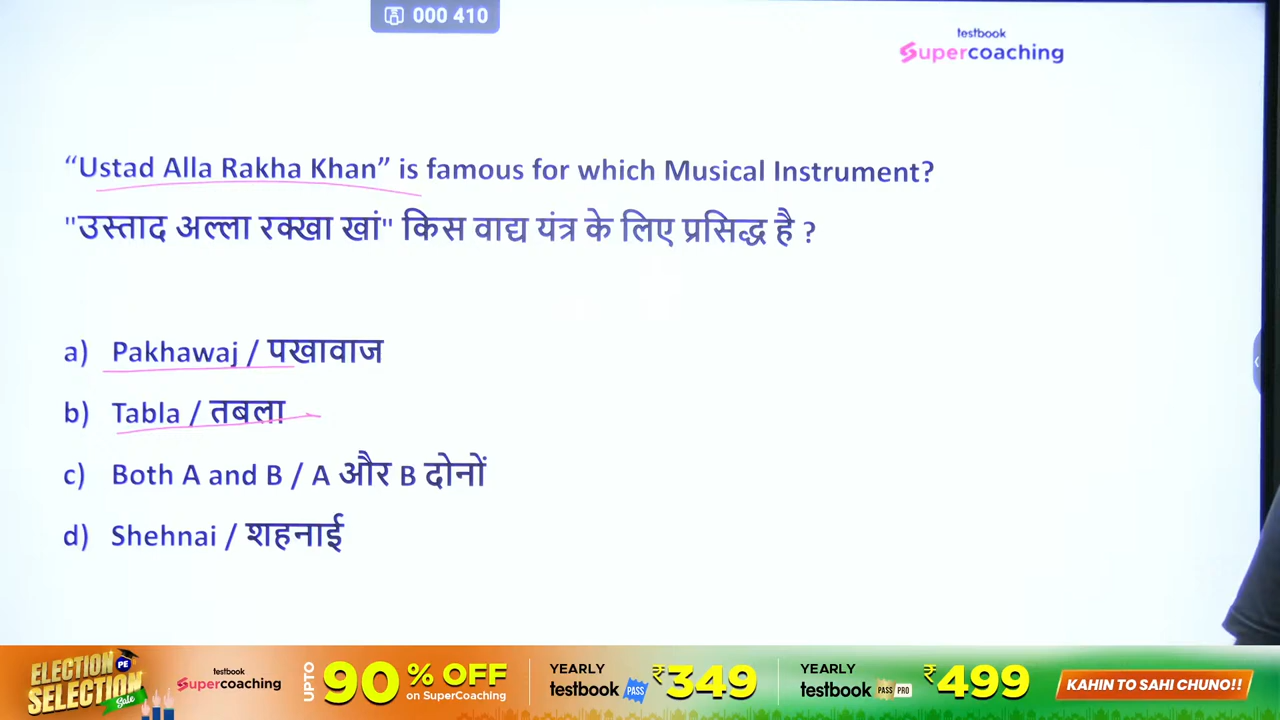 000 410
testbook
Supercoaching
“Ustad Alla Rakha Khan” is famous for which Musical Instrument?
"उस्ताद अल्ला रक्खा खां" किस वाद्य यंत्र के लिए प्रसिद्ध है ?
a) Pakhawaj / पखावाज
b) Tabla / तबला
c) Both A and B / A और B दोनों
d) Shehnai / शहनाई
ELECTION PE SELECTION Sale
testbook Supercoaching
UPTO 90% OFF on SuperCoaching
YEARLY testbook PASS ₹349
YEARLY testbook PASS PRO ₹499
KAHIN TO SAHI CHUNO!!